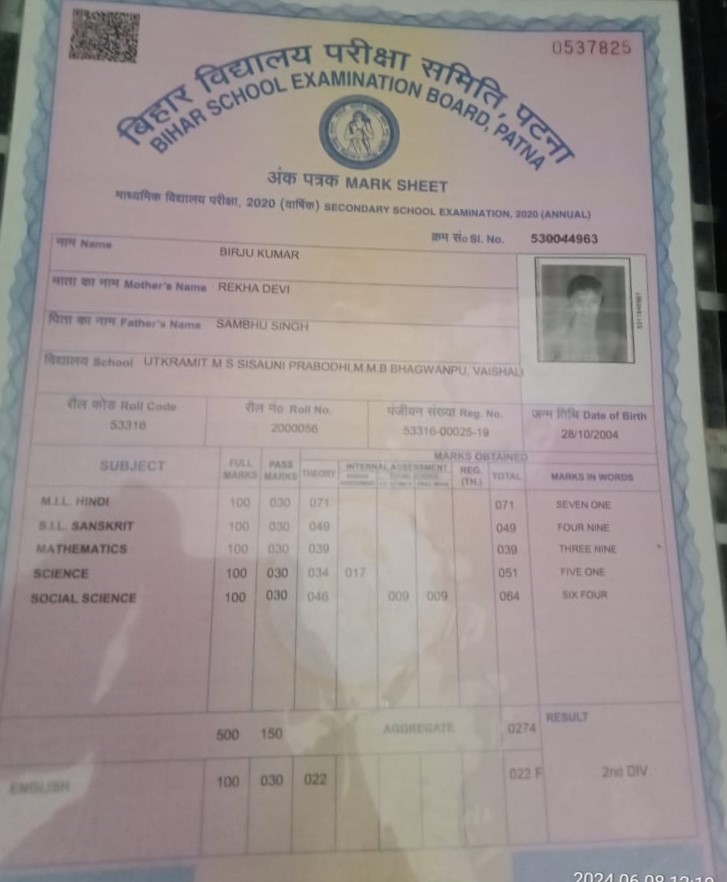 0537825
बिहार विद्यालय परीक्षा समिति, पटना
BIHAR SCHOOL EXAMINATION BOARD, PATNA
अंक पत्रक MARK SHEET
माध्यमिक विद्यालय परीक्षा, 2020 (वार्षिक) SECONDARY SCHOOL EXAMINATION, 2020 (ANNUAL)
क्रम सं० Sl. No. 530044963
नाम Name BIRJU KUMAR
माता का नाम Mother's Name REKHA DEVI
पिता का नाम Father's Name SAMBHU SINGH
विद्यालय School UTKRAMIT M S SISAUNI PRABODHI,M.M.B BHAGWANPU, VAISHALI
रौल कोड Roll Code रौल नं० Roll No. पंजीयन संख्या Reg. No. जन्म तिथि Date of Birth
53316 2000056 53316-00025-19 28/10/2004
MARKS OBTAINED
SUBJECT FULL MARKS PASS MARKS THEORY INTERNAL ASSESSMENT REG. (TH.) TOTAL MARKS IN WORDS
M.I.L. HINDI 100 030 071 071 SEVEN ONE
S.I.L. SANSKRIT 100 030 049 049 FOUR NINE
MATHEMATICS 100 030 039 039 THREE NINE
SCIENCE 100 030 034 017 051 FIVE ONE
SOCIAL SCIENCE 100 030 046 009 009 064 SIX FOUR
500 150 AGGREGATE 0274 RESULT
ENGLISH 100 030 022 022 F 2nd DIV.
2024.06.08 12:10